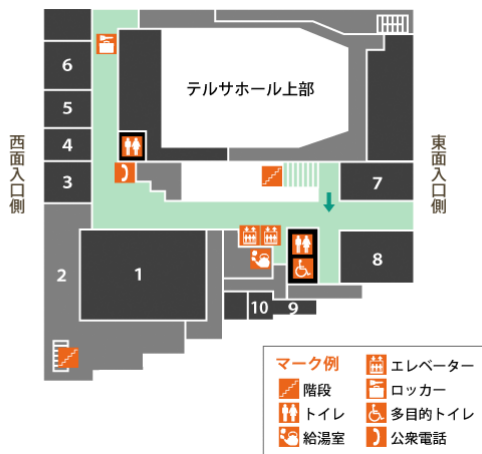 テルサホール上部
西面入口側
東面入口側
6
5
4
3
7
2
1
8
10
9
マーク例
階段
トイレ
給湯室
エレベーター
ロッカー
多目的トイレ
公衆電話